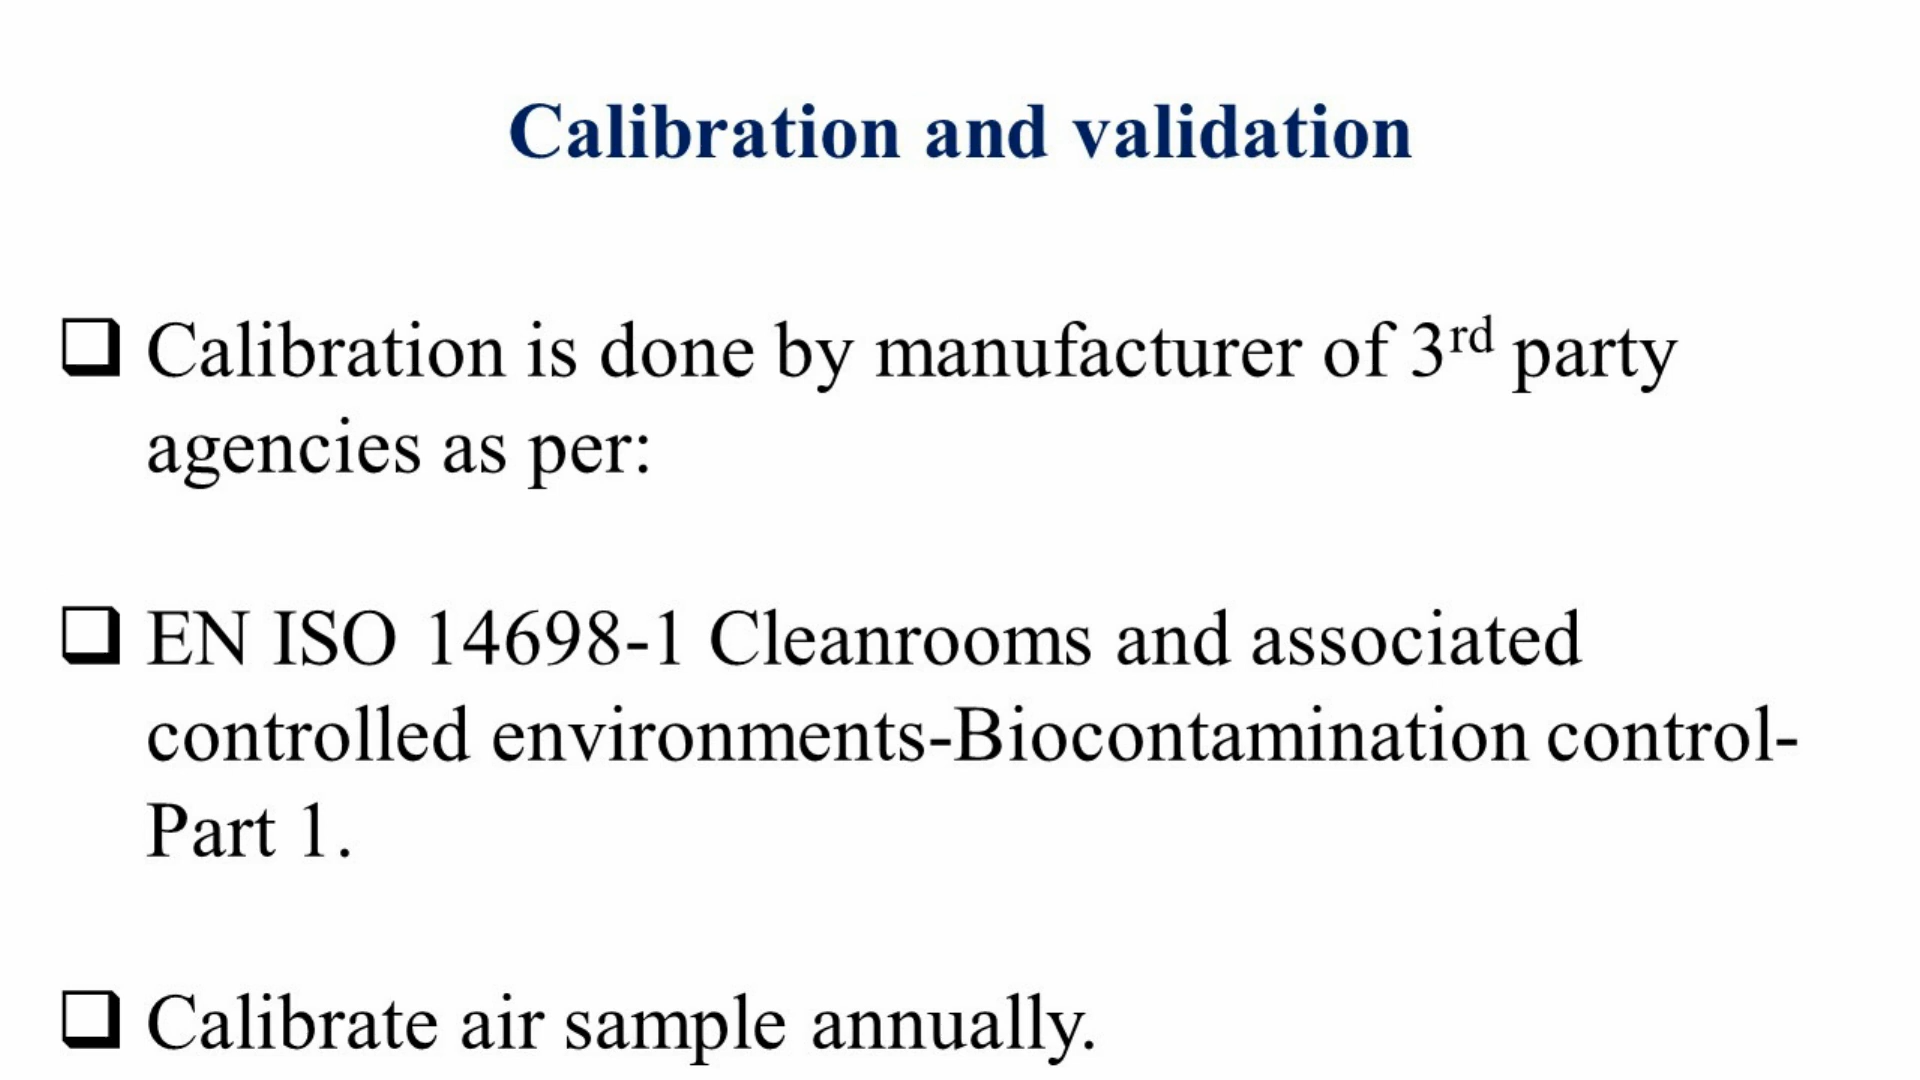 Calibration and validation
❑ Calibration is done by manufacturer of 3rd party
agencies as per:
❑ EN ISO 14698-1 Cleanrooms and associated
controlled environments-Biocontamination control-
Part 1.
❑ Calibrate air sample annually.